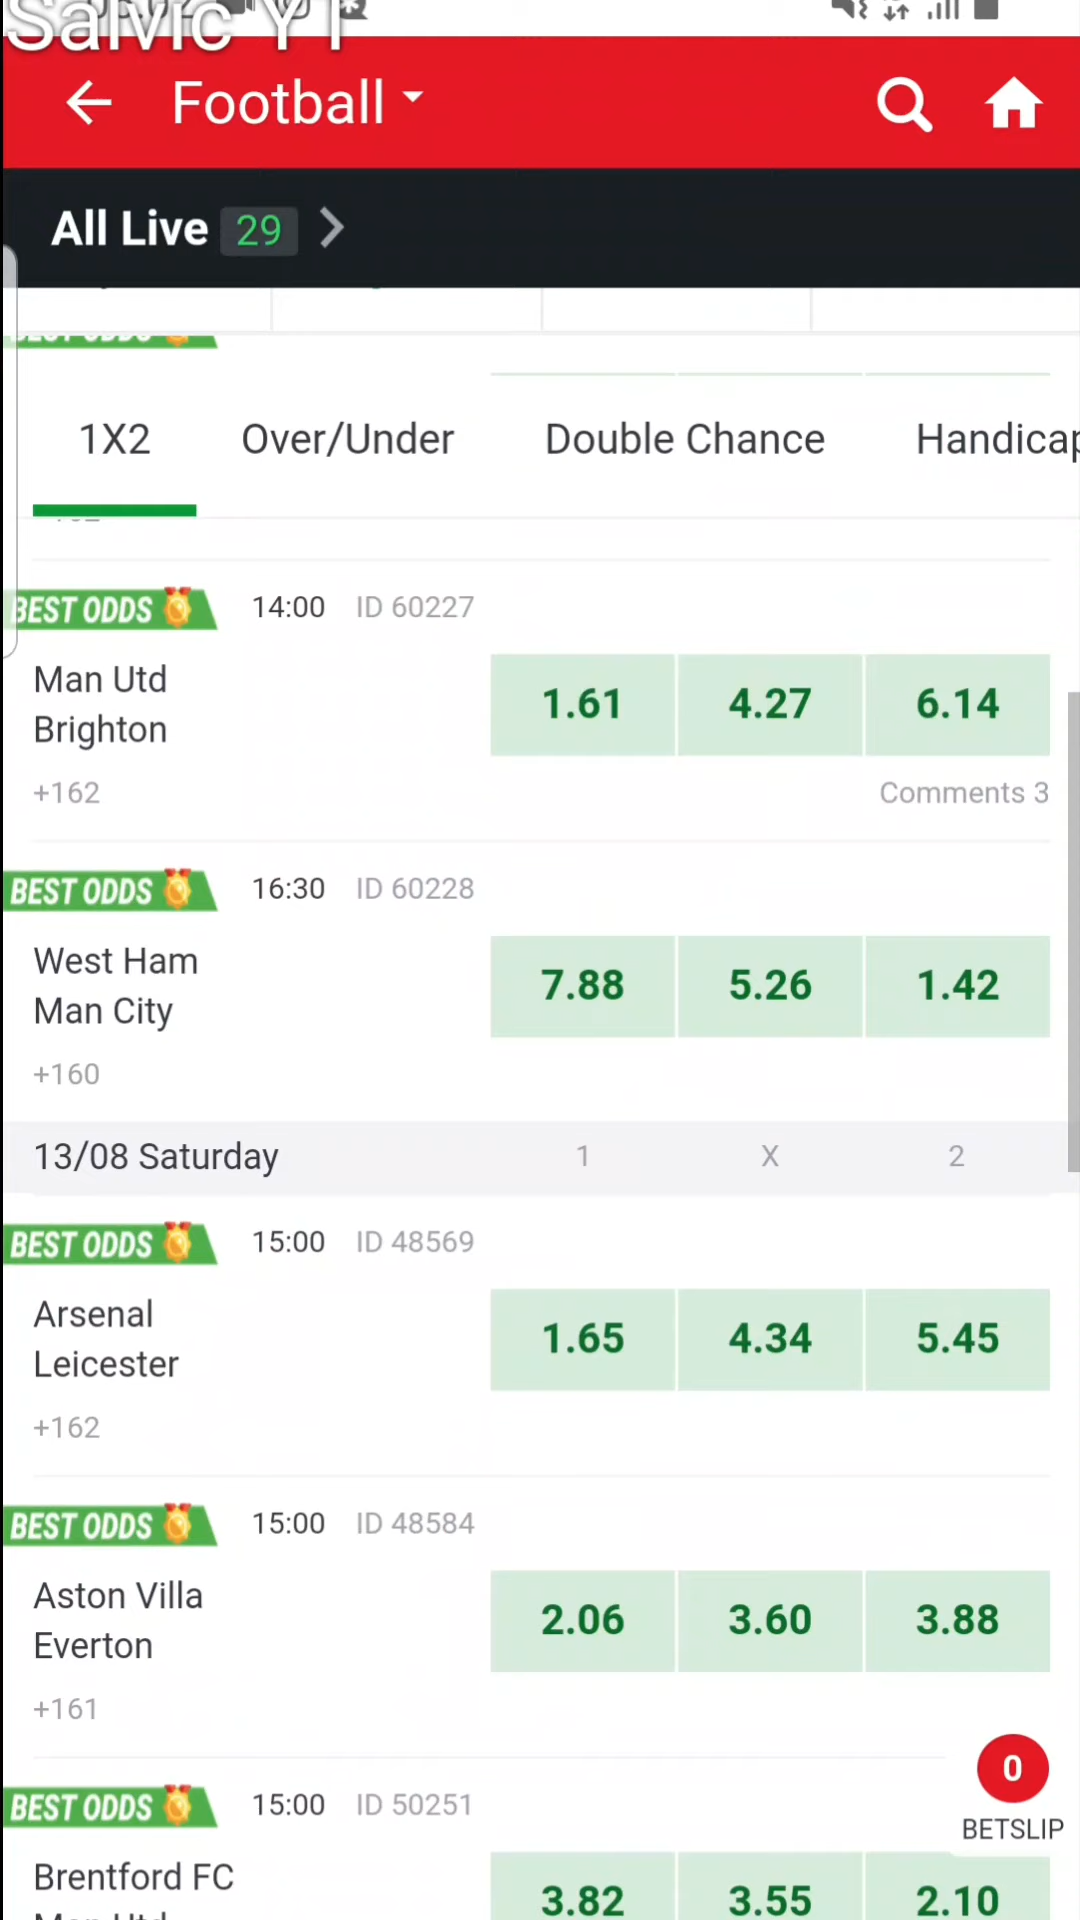 Salvic YT
Football
All Live 29
1X2 Over/Under Double Chance Handicap
BEST ODDS 14:00 ID 60227
Man Utd
Brighton
1.61 4.27 6.14
+162 Comments 3
BEST ODDS 16:30 ID 60228
West Ham
Man City
7.88 5.26 1.42
+160
13/08 Saturday 1 X 2
BEST ODDS 15:00 ID 48569
Arsenal
Leicester
1.65 4.34 5.45
+162
BEST ODDS 15:00 ID 48584
Aston Villa
Everton
2.06 3.60 3.88
+161
0
BETSLIP
BEST ODDS 15:00 ID 50251
Brentford FC
Man Utd
3.82 3.55 2.10